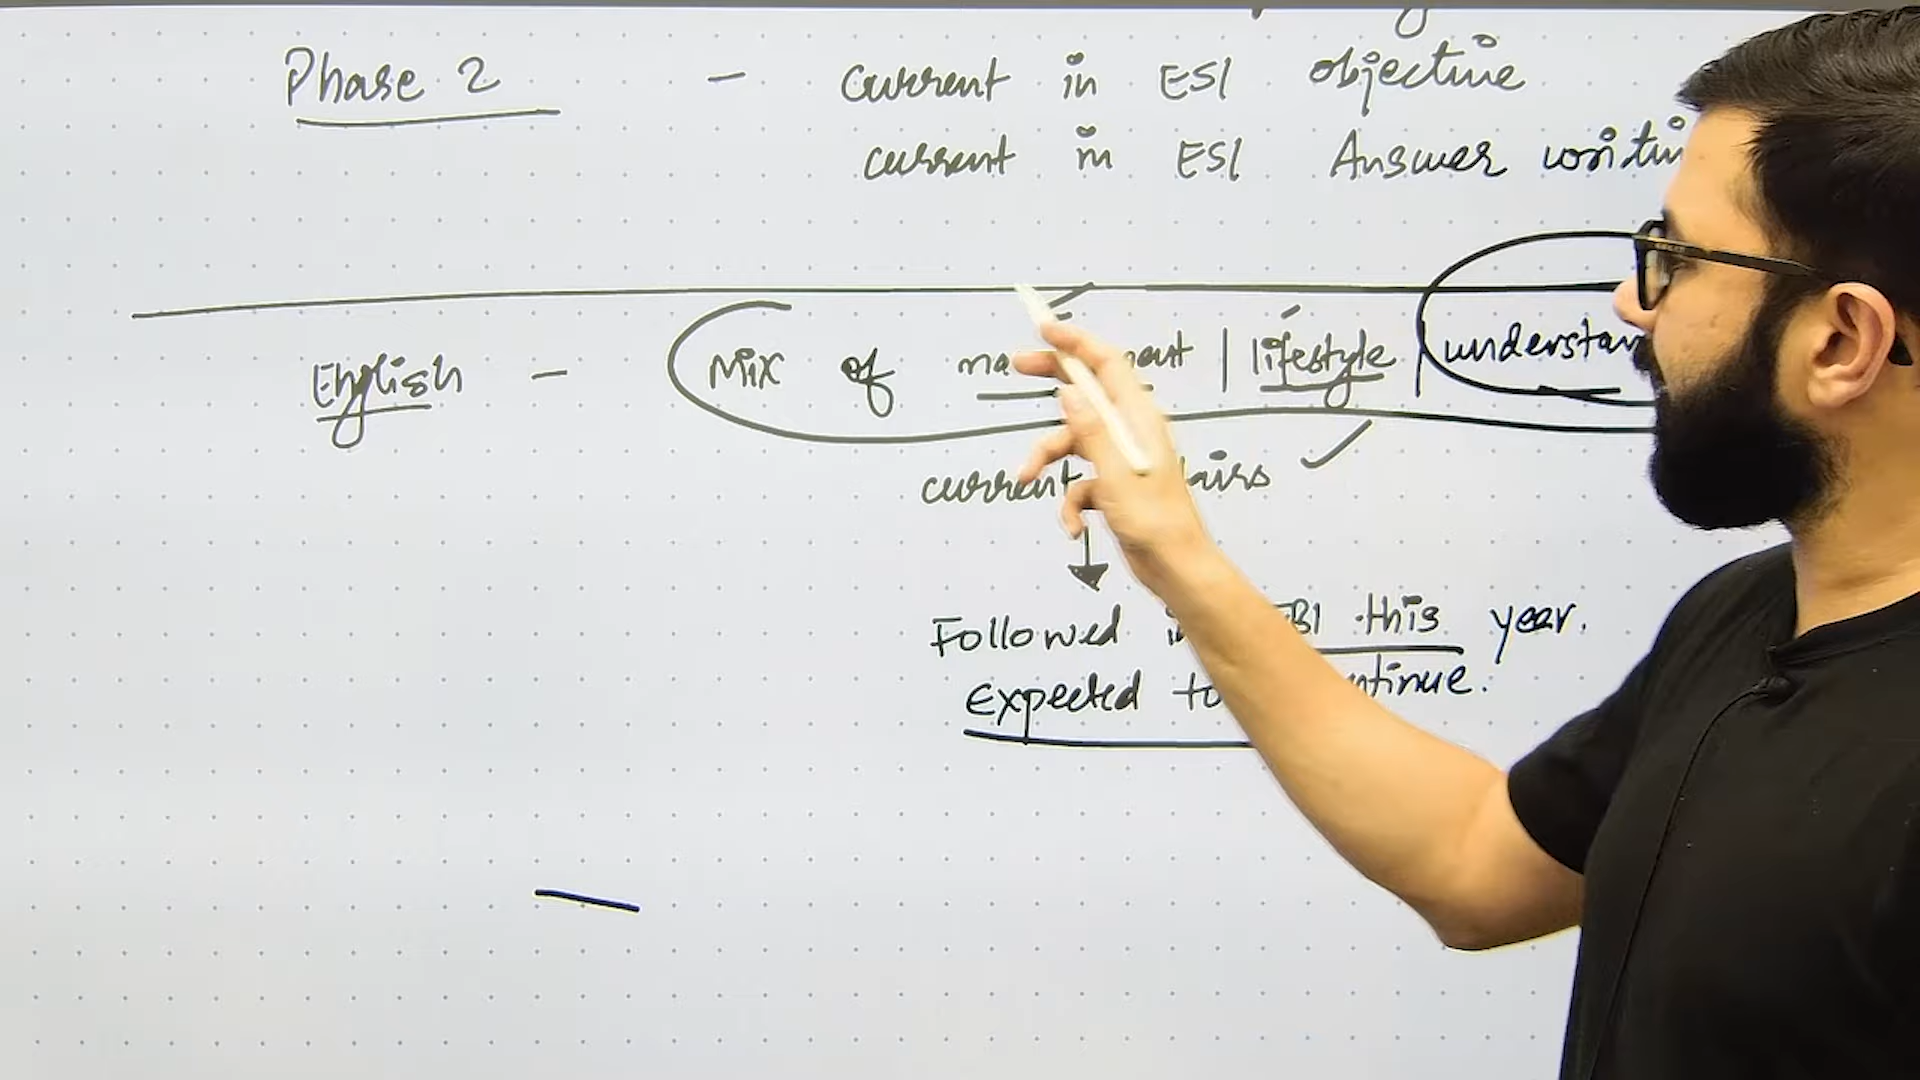 Phase 2 - current in ESI objective
current in ESI Answer
English - Mix of | lifestyle |
current
Followed this year.
Expected to